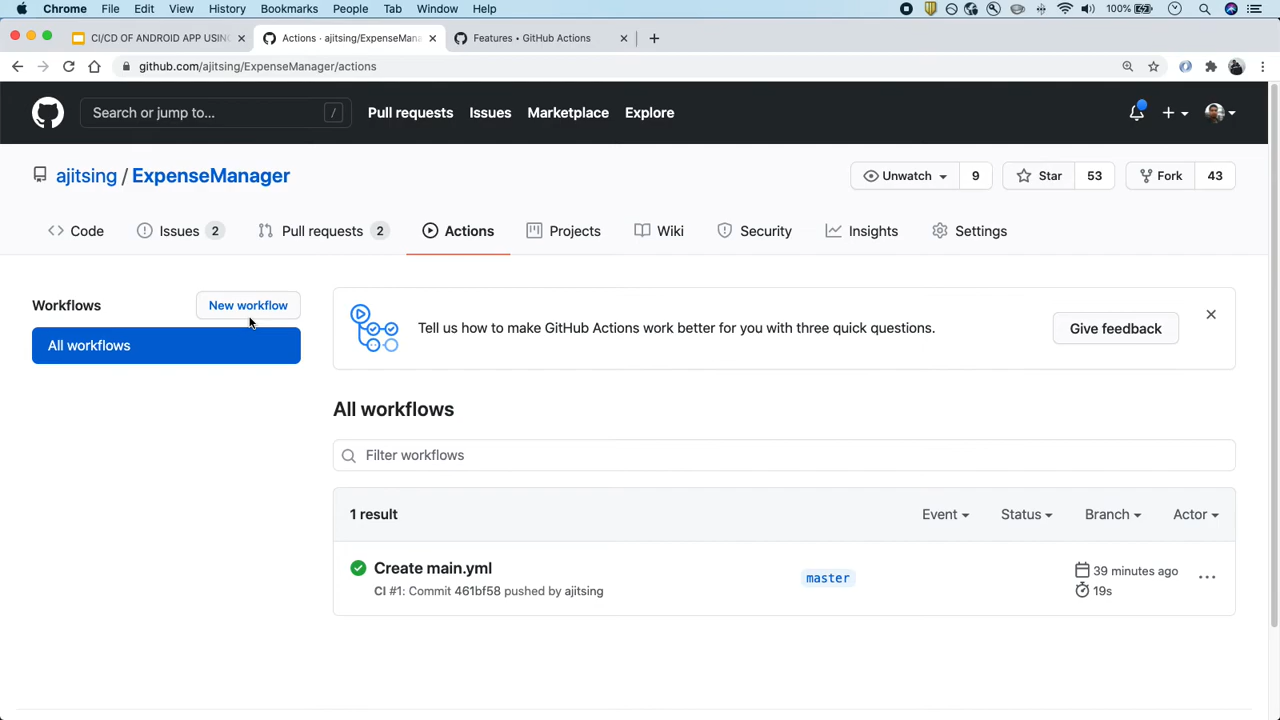 Chrome File Edit View History Bookmarks People Tab Window Help 100%
CI/CD OF ANDROID APP USING Actions · ajitsing/ExpenseMana Features • GitHub Actions
github.com/ajitsing/ExpenseManager/actions
Search or jump to... / Pull requests Issues Marketplace Explore
ajitsing / ExpenseManager Unwatch 9 Star 53 Fork 43
Code Issues 2 Pull requests 2 Actions Projects Wiki Security Insights Settings
Workflows New workflow
All workflows
Tell us how to make GitHub Actions work better for you with three quick questions. Give feedback
All workflows
Filter workflows
1 result Event Status Branch Actor
Create main.yml master 39 minutes ago
CI #1: Commit 461bf58 pushed by ajitsing 19s